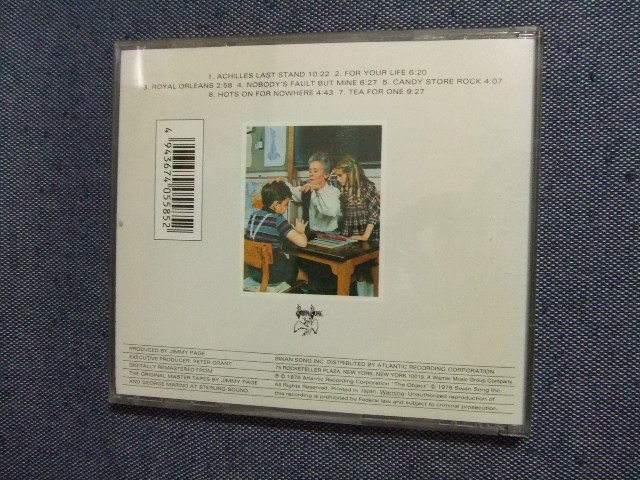 1. ACHILLES LAST STAND 10:22 2. FOR YOUR LIFE 6:20
3. ROYAL ORLEANS 2:58 4. NOBODY'S FAULT BUT MINE 6:27 5. CANDY STORE ROCK 4:07
6. HOTS ON FOR NOWHERE 4:43 7. TEA FOR ONE 9:27
4 943674 055852
SWAN SONG
PRODUCED BY JIMMY PAGE
EXECUTIVE PRODUCER: PETER GRANT
DIGITALLY REMASTERED FROM
THE ORIGINAL MASTER TAPES BY JIMMY PAGE
AND GEORGE MARINO AT STERLING SOUND.
SWAN SONG INC. DISTRIBUTED BY ATLANTIC RECORDING CORPORATION
75 ROCKEFELLER PLAZA, NEW YORK, NEW YORK 10019. A Warner Music Group Company.
℗ © 1976 Atlantic Recording Corporation "The Object" © 1976 Swan Song Inc.
All Rights Reserved. Printed in Japan. Warning: Unauthorized reproduction of
this recording is prohibited by Federal law and subject to criminal prosecution.